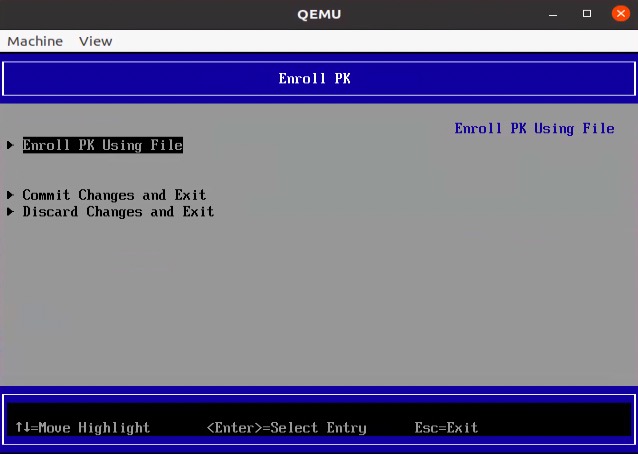 QEMU
Machine View
Enroll PK
Enroll PK Using File
Enroll PK Using File
Commit Changes and Exit
Discard Changes and Exit
↑↓=Move Highlight <Enter>=Select Entry Esc=Exit